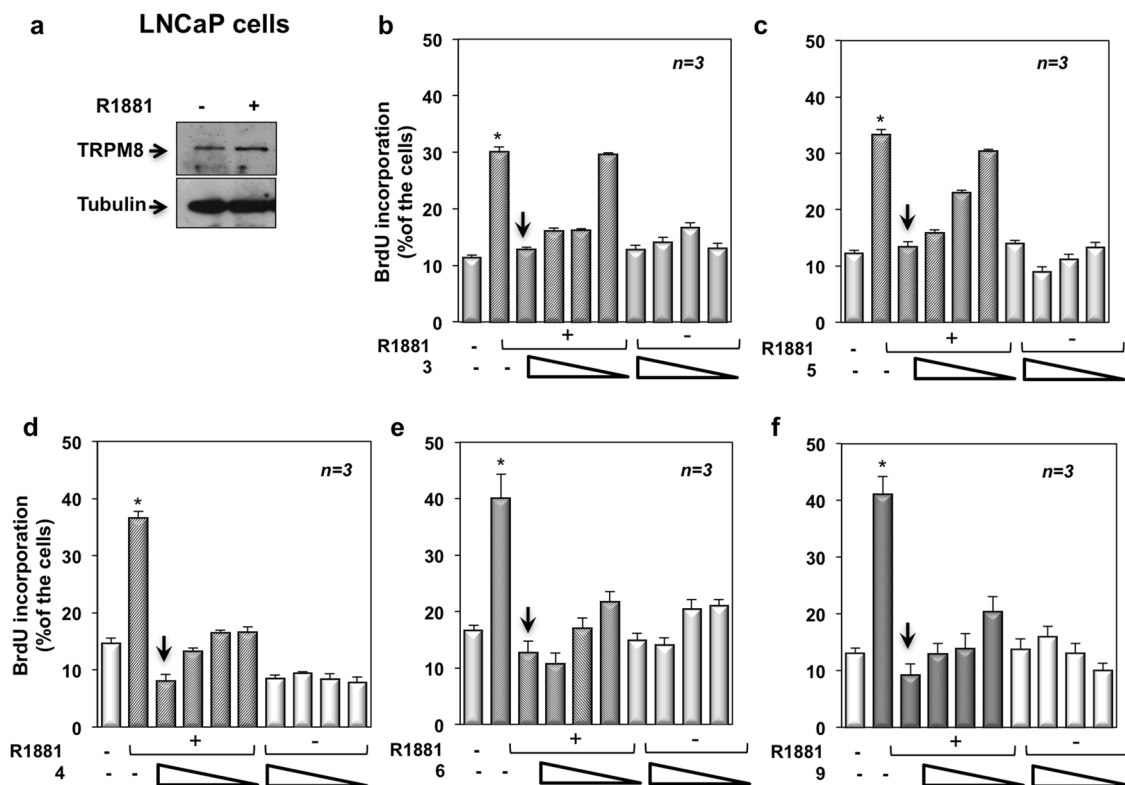 a
LNCaP cells
R1881 - +
TRPM8
Tubulin
b
n=3
BrdU incorporation
(%of the cells)
50
40
30
20
10
0
*
+ -
R1881 -
3 - -
c
n=3
50
40
30
20
10
0
*
+ -
R1881 -
5 - -
d
n=3
BrdU incorporation
(%of the cells)
50
40
30
20
10
0
*
+ -
R1881 -
4 - -
e
n=3
50
40
30
20
10
0
*
+ -
R1881 -
6 - -
f
n=3
50
40
30
20
10
0
*
+ -
R1881 -
9 - -